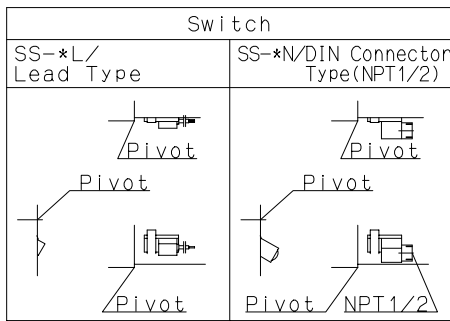 Switch
SS-*L/
Lead Type
SS-*N/DIN Connector
Type(NPT1/2)
Pivot
Pivot
Pivot
Pivot
Pivot
Pivot
NPT1/2